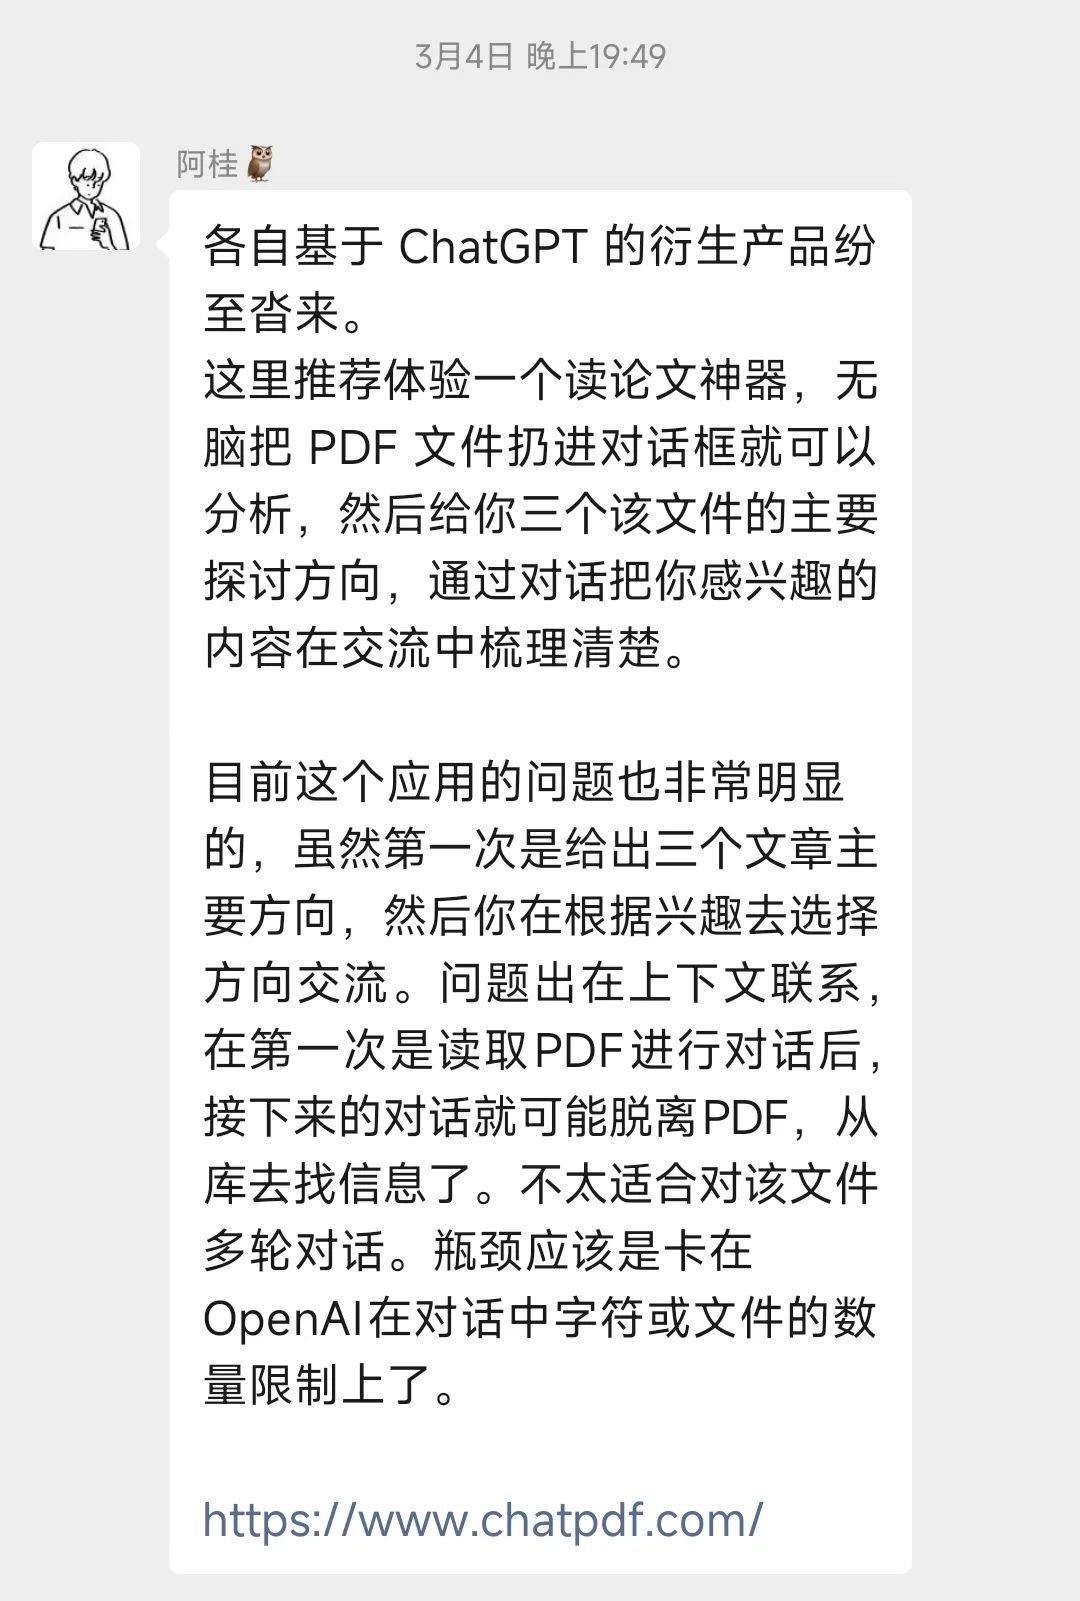 3月4日 晚上19:49
阿桂🦉
各自基于 ChatGPT 的衍生产品纷
至沓来。
这里推荐体验一个读论文神器，无
脑把 PDF 文件扔进对话框就可以
分析，然后给你三个该文件的主要
探讨方向，通过对话把你感兴趣的
内容在交流中梳理清楚。
目前这个应用的问题也非常明显
的，虽然第一次是给出三个文章主
要方向，然后你在根据兴趣去选择
方向交流。问题出在上下文联系，
在第一次是读取PDF进行对话后，
接下来的对话就可能脱离PDF，从
库去找信息了。不太适合对该文件
多轮对话。瓶颈应该是卡在
OpenAI在对话中字符或文件的数
量限制上了。
https://www.chatpdf.com/